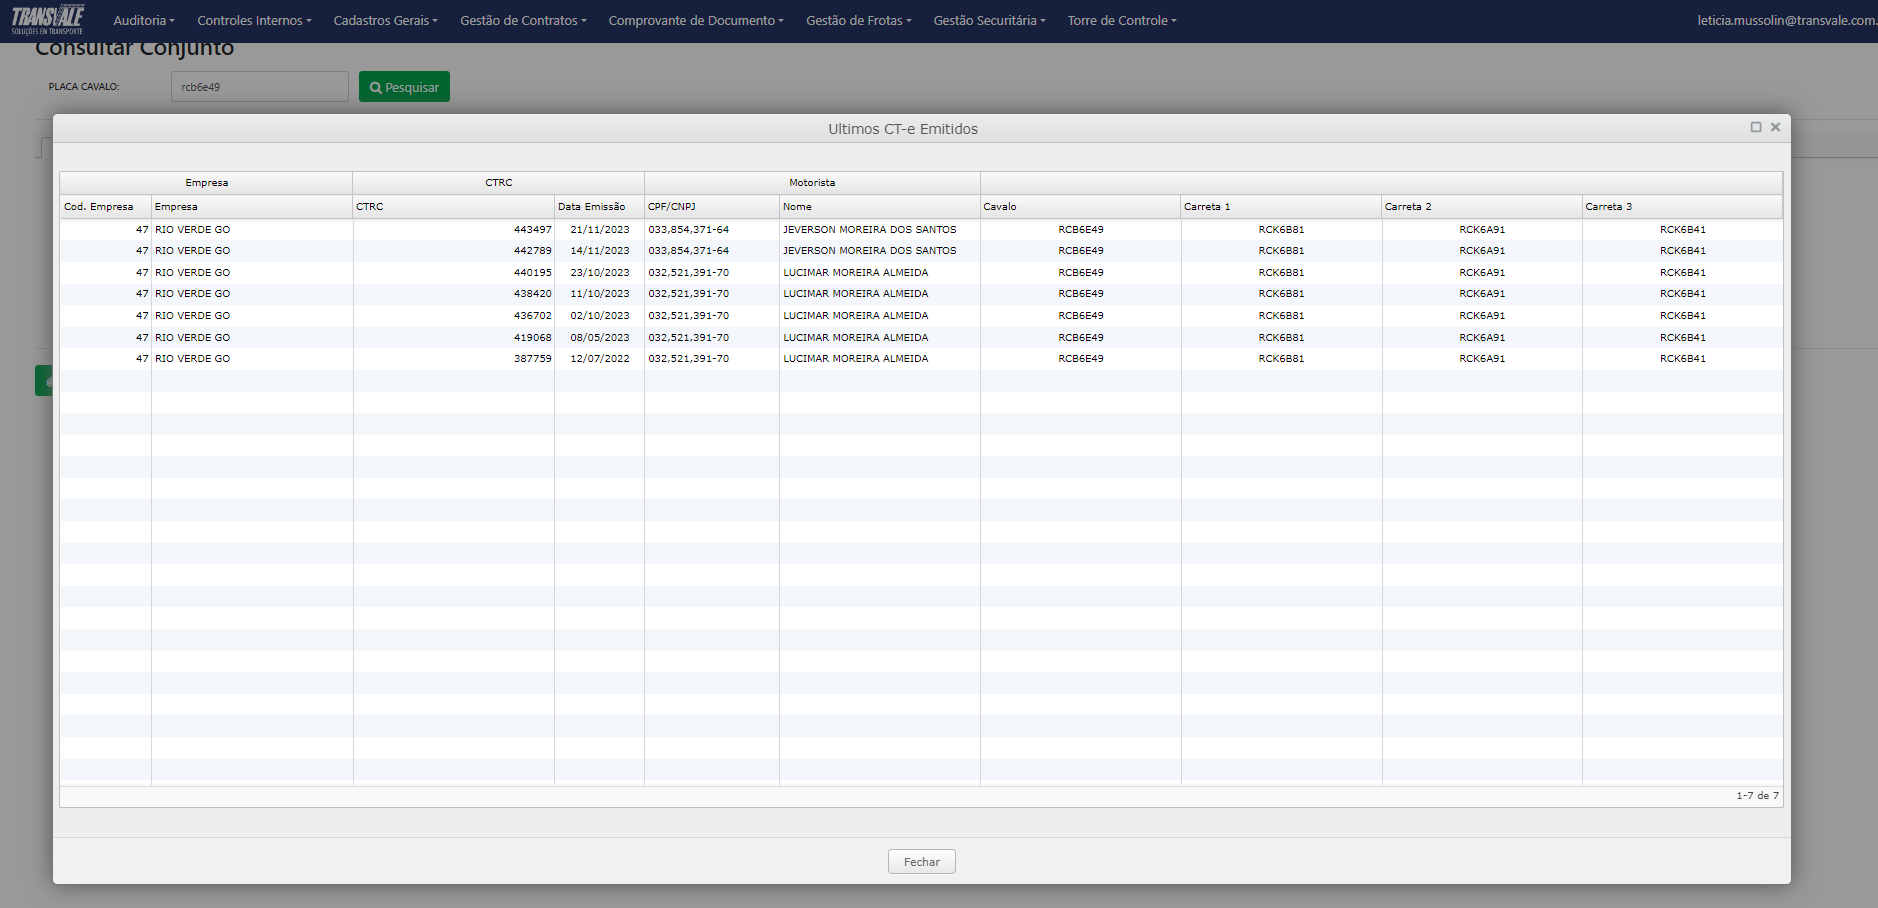 TRANSVALE
SOLUÇÕES EM TRANSPORTE
Auditoria Controles Internos Cadastros Gerais Gestão de Contratos Comprovante de Documento Gestão de Frotas Gestão Securitária Torre de Controle leticia.mussolin@transvale.com.
Consultar Conjunto
PLACA CAVALO: rcb6e49 Pesquisar
Ultimos CT-e Emitidos
Empresa CTRC Motorista
Cod. Empresa Empresa CTRC Data Emissão CPF/CNPJ Nome Cavalo Carreta 1 Carreta 2 Carreta 3
47 RIO VERDE GO 443497 21/11/2023 033,854,371-64 JEVERSON MOREIRA DOS SANTOS RCB6E49 RCK6B81 RCK6A91 RCK6B41
47 RIO VERDE GO 442789 14/11/2023 033,854,371-64 JEVERSON MOREIRA DOS SANTOS RCB6E49 RCK6B81 RCK6A91 RCK6B41
47 RIO VERDE GO 440195 23/10/2023 032,521,391-70 LUCIMAR MOREIRA ALMEIDA RCB6E49 RCK6B81 RCK6A91 RCK6B41
47 RIO VERDE GO 438420 11/10/2023 032,521,391-70 LUCIMAR MOREIRA ALMEIDA RCB6E49 RCK6B81 RCK6A91 RCK6B41
47 RIO VERDE GO 436702 02/10/2023 032,521,391-70 LUCIMAR MOREIRA ALMEIDA RCB6E49 RCK6B81 RCK6A91 RCK6B41
47 RIO VERDE GO 419068 08/05/2023 032,521,391-70 LUCIMAR MOREIRA ALMEIDA RCB6E49 RCK6B81 RCK6A91 RCK6B41
47 RIO VERDE GO 387759 12/07/2022 032,521,391-70 LUCIMAR MOREIRA ALMEIDA RCB6E49 RCK6B81 RCK6A91 RCK6B41
1-7 de 7
Fechar